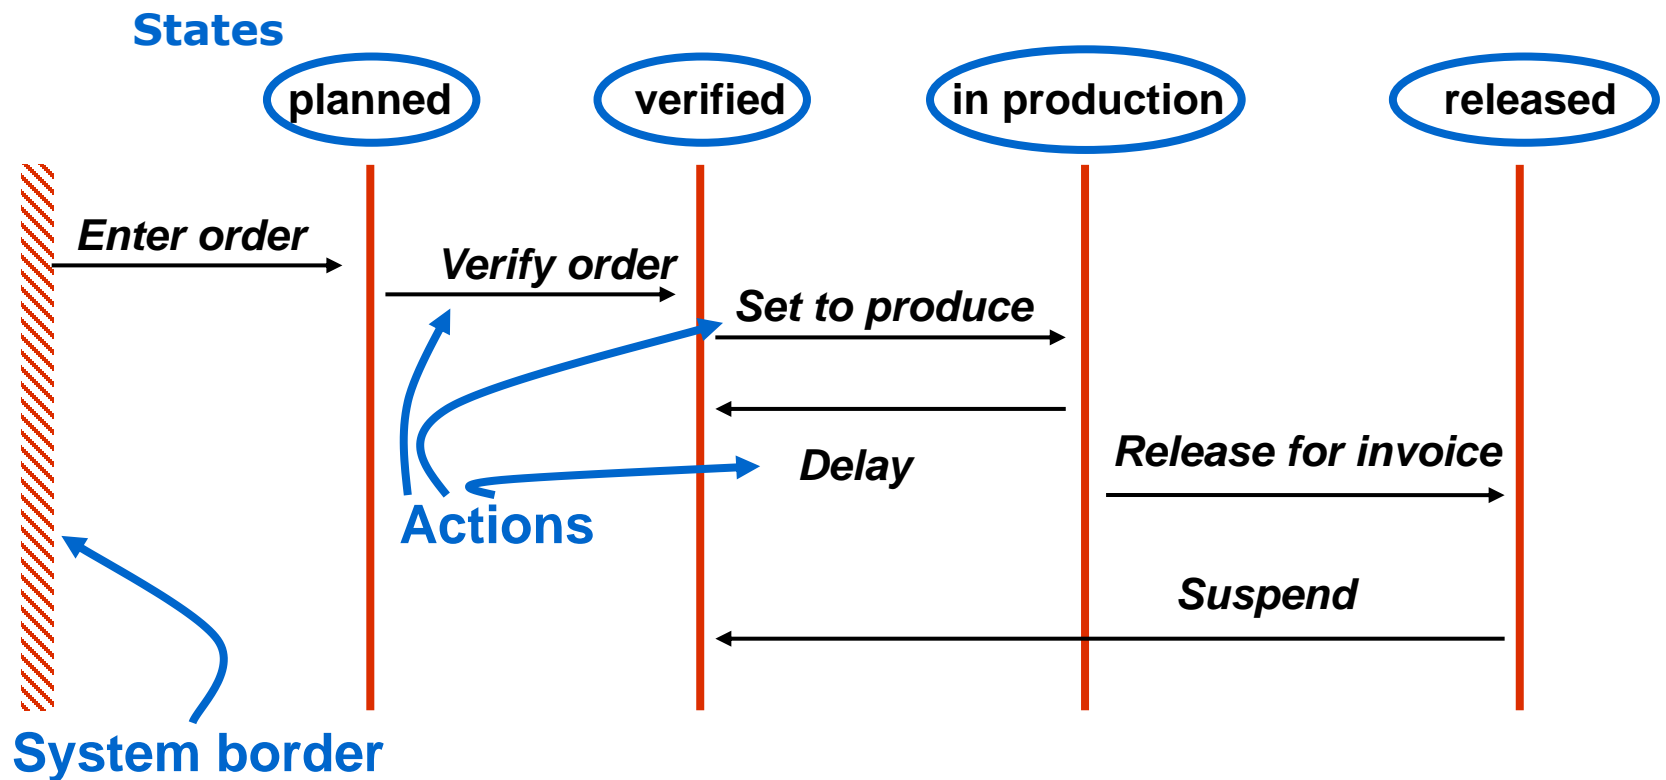 States
planned
verified
in production
released
Enter order
Verify order
Set to produce
Delay
Release for invoice
Actions
Suspend
System border